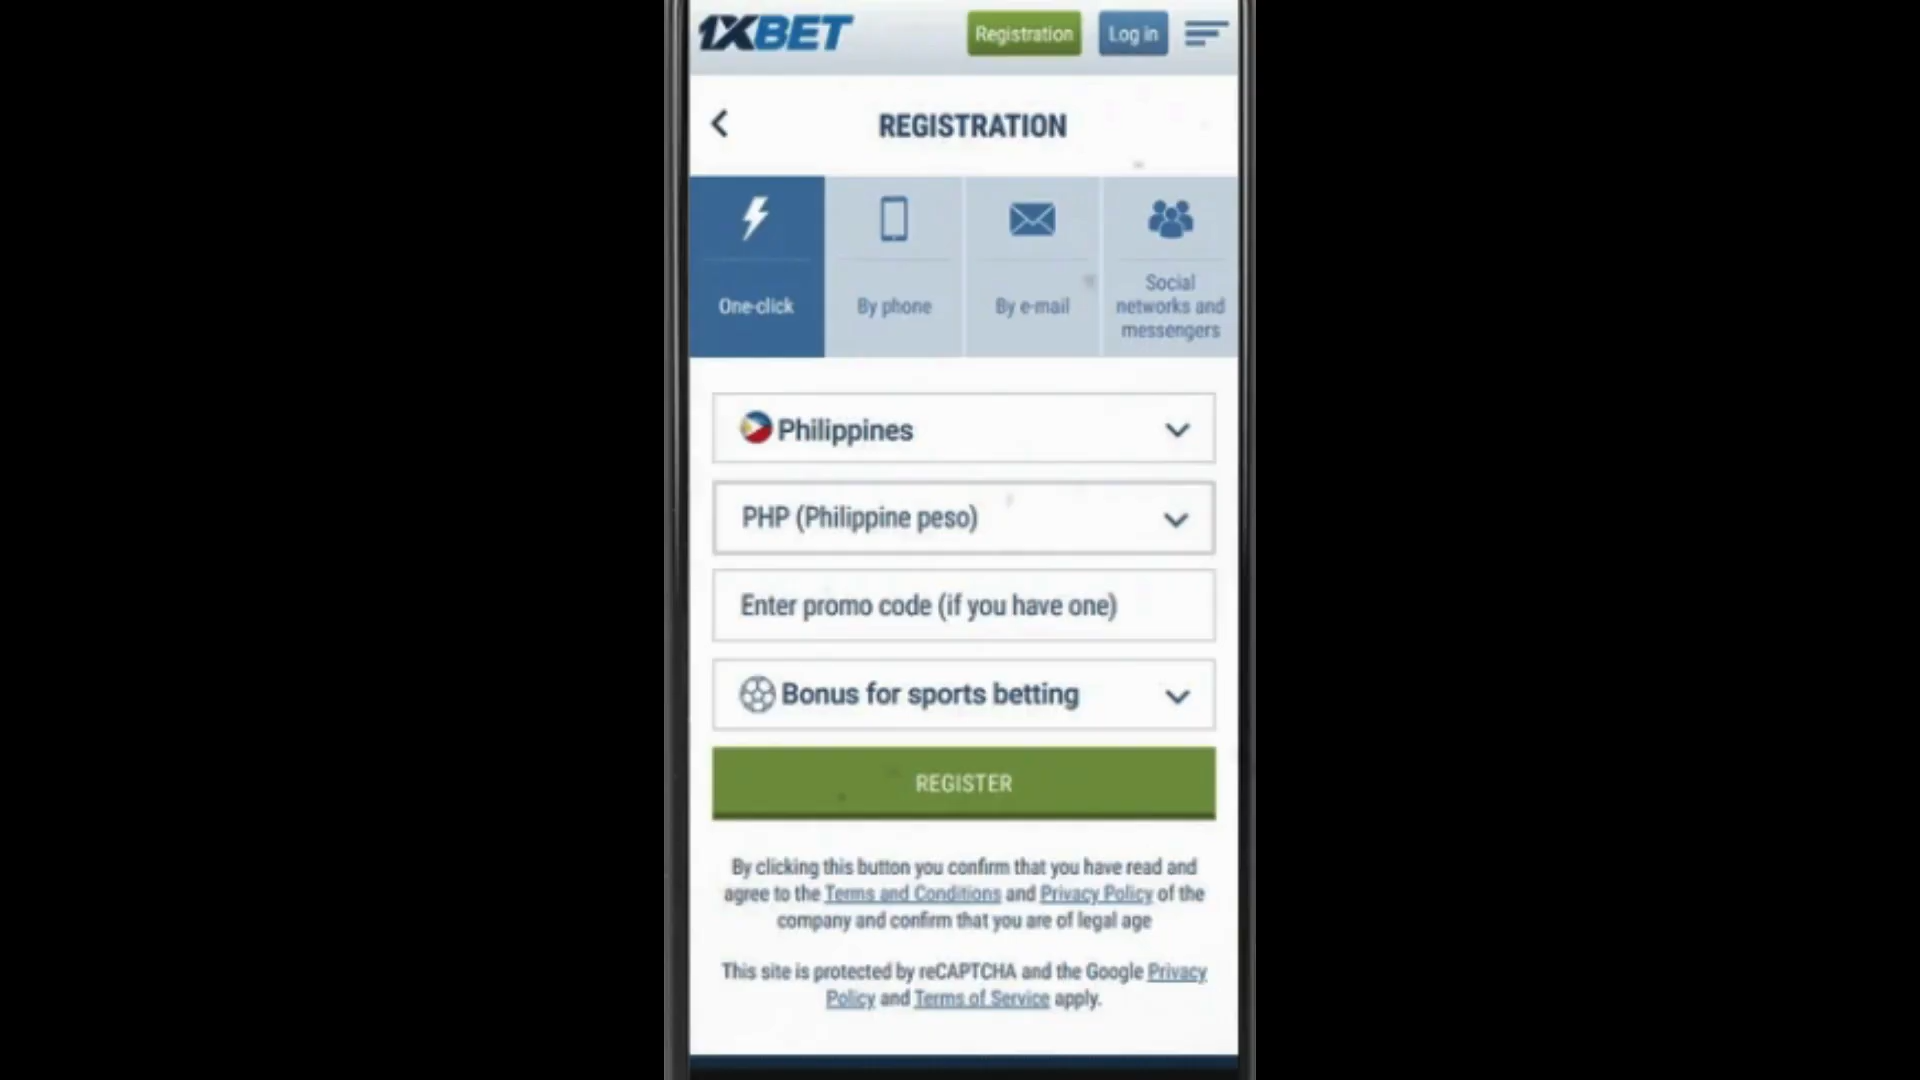 1XBET
Registration
Log in
REGISTRATION
One-click
By phone
By e-mail
Social
networks and
messengers
Philippines
PHP (Philippine peso)
Enter promo code (if you have one)
Bonus for sports betting
REGISTER
By clicking this button you confirm that you have read and
agree to the Terms and Conditions and Privacy Policy of the
company and confirm that you are of legal age
This site is protected by reCAPTCHA and the Google Privacy
Policy and Terms of Service apply.